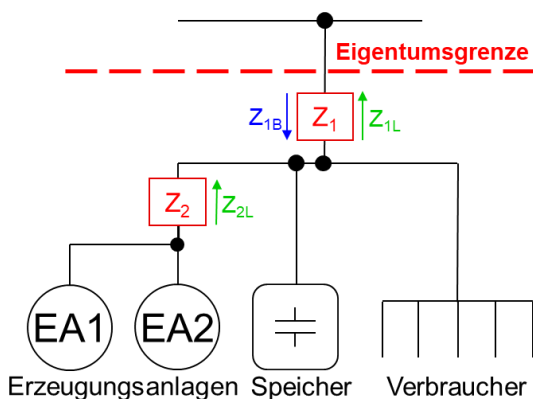 Eigentumsgrenze
Z1B Z1 Z1L
Z2 Z2L
EA1 EA2
Erzeugungsanlagen Speicher Verbraucher